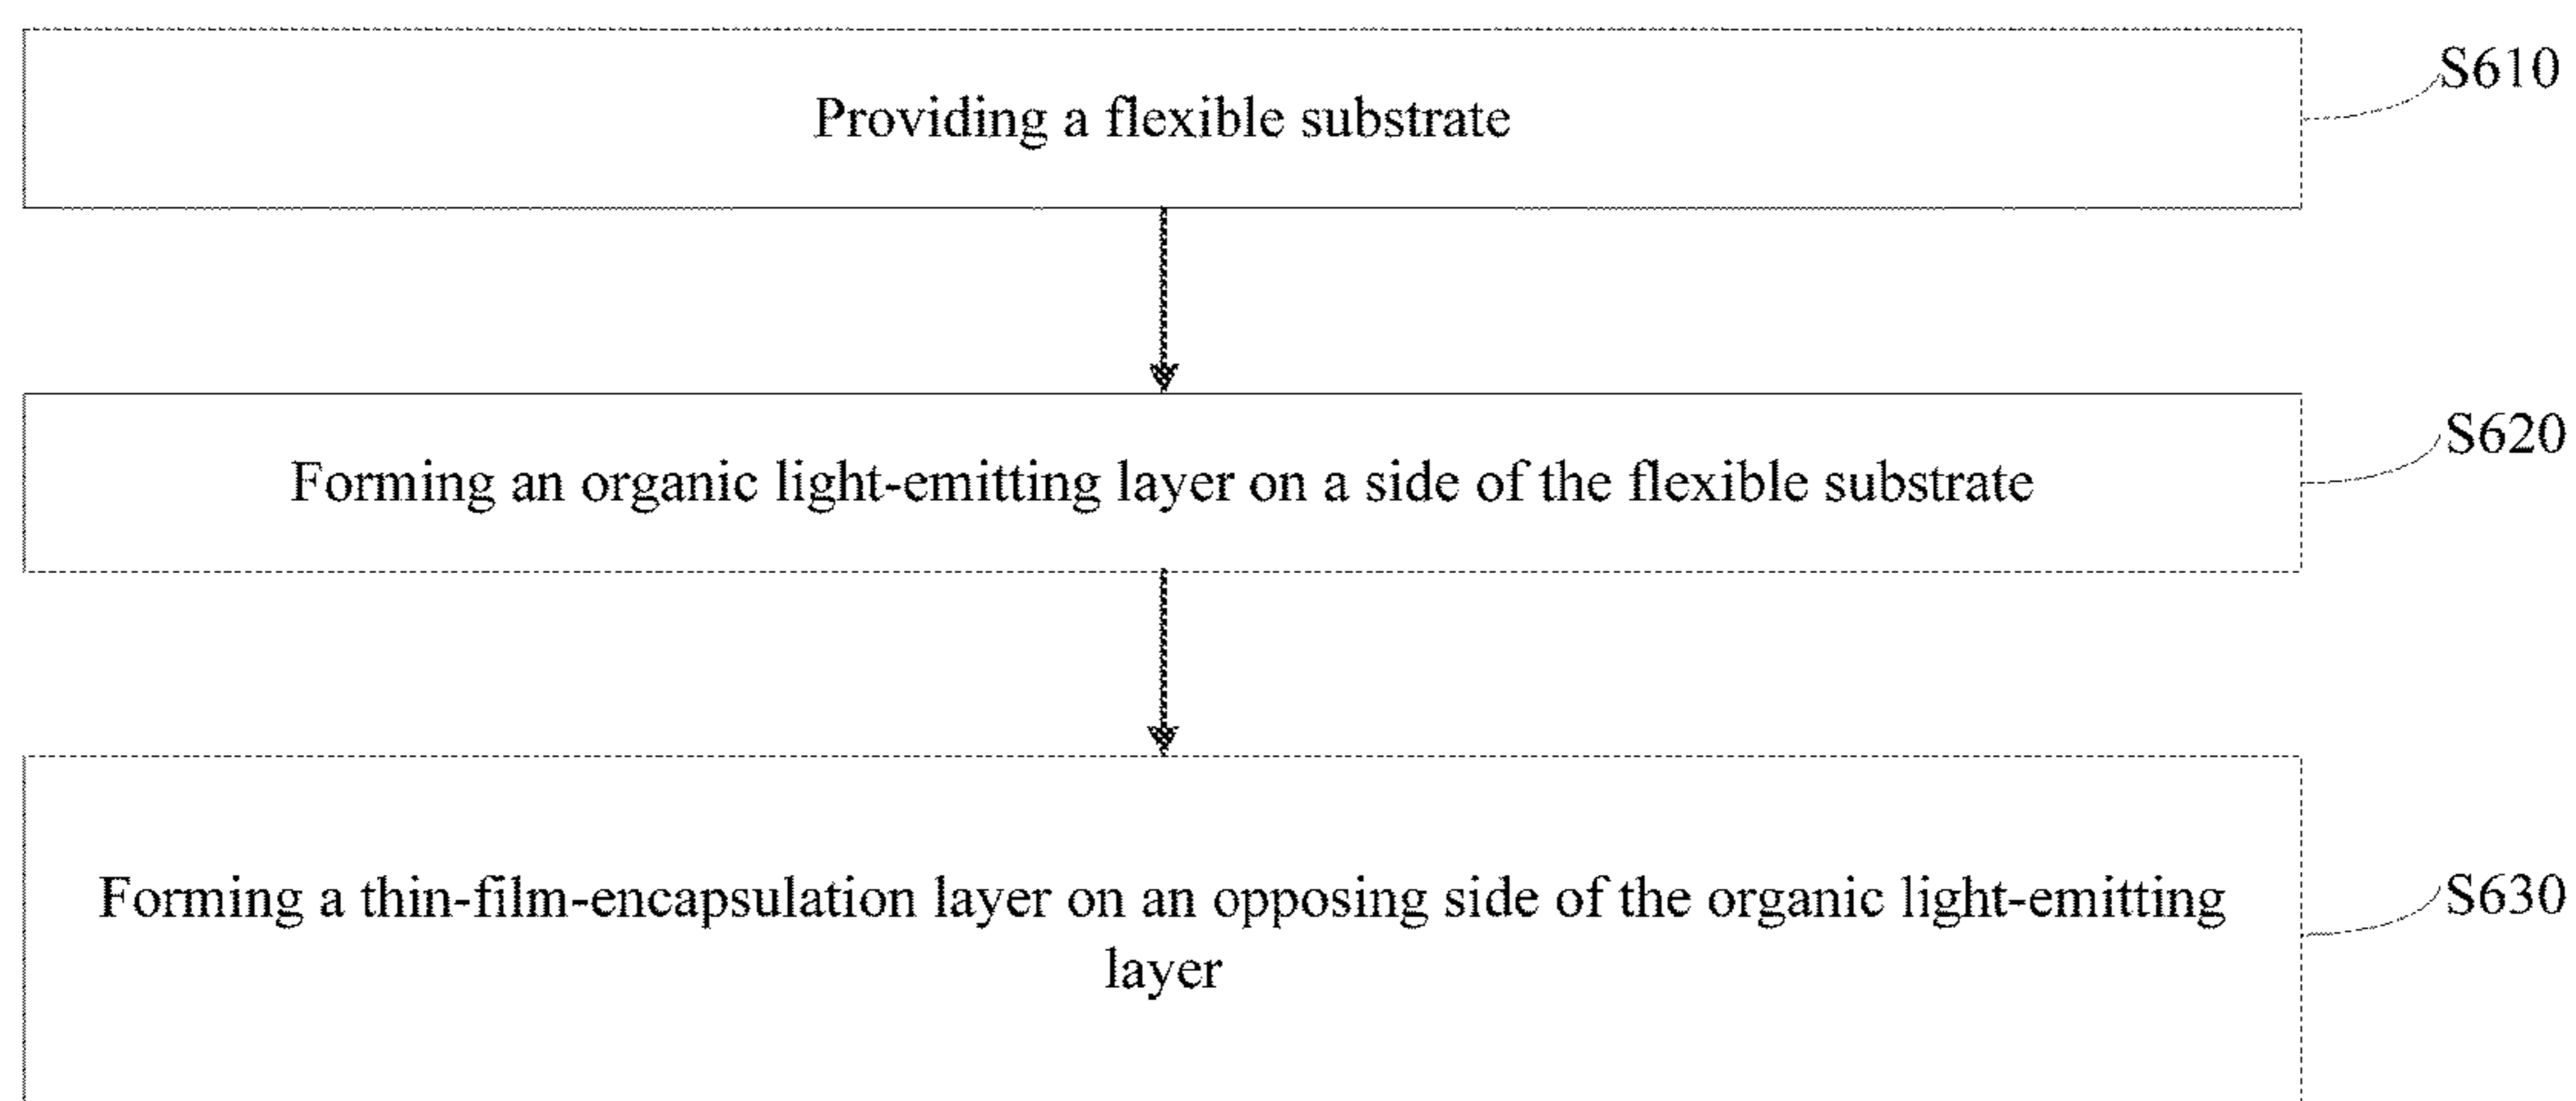 Providing a flexible substrate
S610
Forming an organic light-emitting layer on a side of the flexible substrate
S620
Forming a thin-film-encapsulation layer on an opposing side of the organic light-emitting
layer
S630